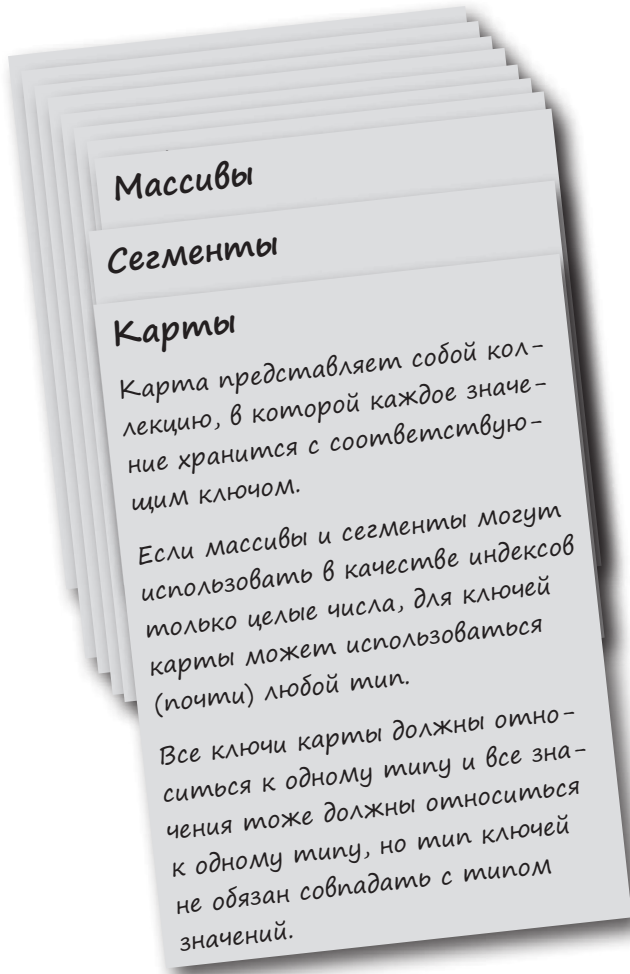 Массивы
Сегменты
Карты
Карта представляет собой кол-
лекцию, в которой каждое значе-
ние хранится с соответствую-
щим ключом.
Если массивы и сегменты могут
использовать в качестве индексов
только целые числа, для ключей
карты может использоваться
(почти) любой тип.
Все ключи карты должны отно-
ситься к одному типу и все зна-
чения тоже должны относиться
к одному типу, но тип ключей
не обязан совпадать с типом
значений.